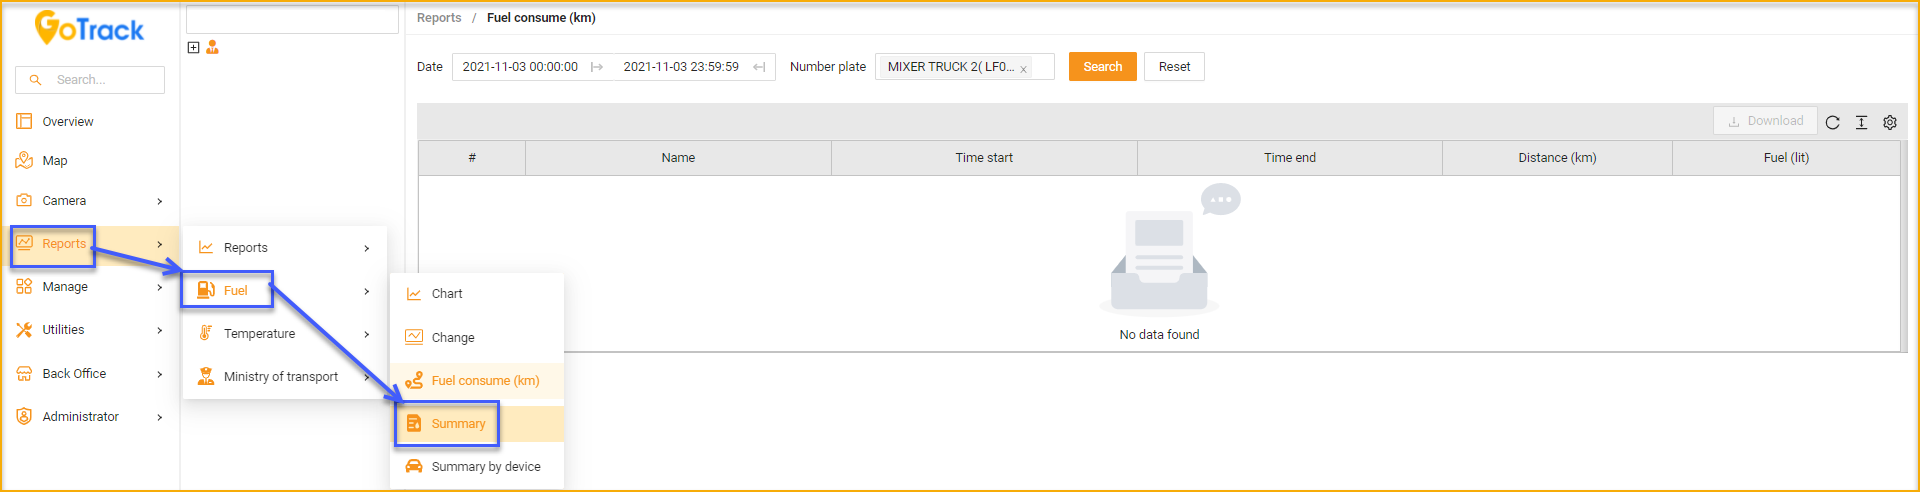 GoTrack
Search...
Overview
Map
Camera
Reports
Manage
Utilities
Back Office
Administrator
Reports
Fuel
Temperature
Ministry of transport
Chart
Change
Fuel consume (km)
Summary
Summary by device
Reports / Fuel consume (km)
Date 2021-11-03 00:00:00 2021-11-03 23:59:59 Number plate MIXER TRUCK 2( LF0... x Search Reset
Download
# Name Time start Time end Distance (km) Fuel (lit)
No data found